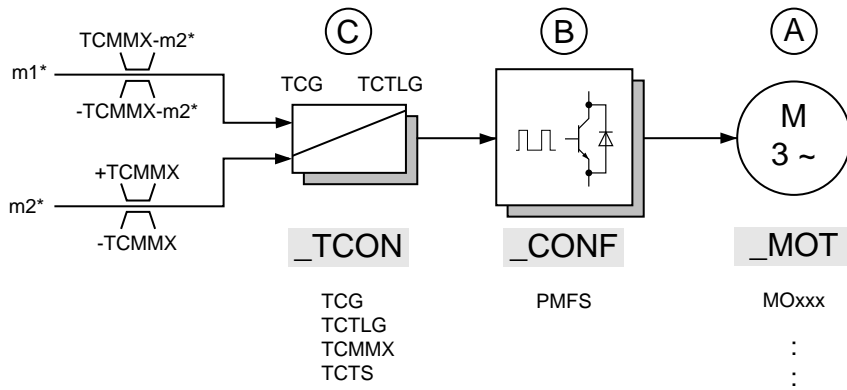 C
B
A
TCMMX-m2*
m1*
-TCMMX-m2*
TCG
TCTLG
M
3 ~
+TCMMX
m2*
-TCMMX
_TCON
_CONF
_MOT
TCG
TCTLG
TCMMX
TCTS
PMFS
MOxxx
:
: